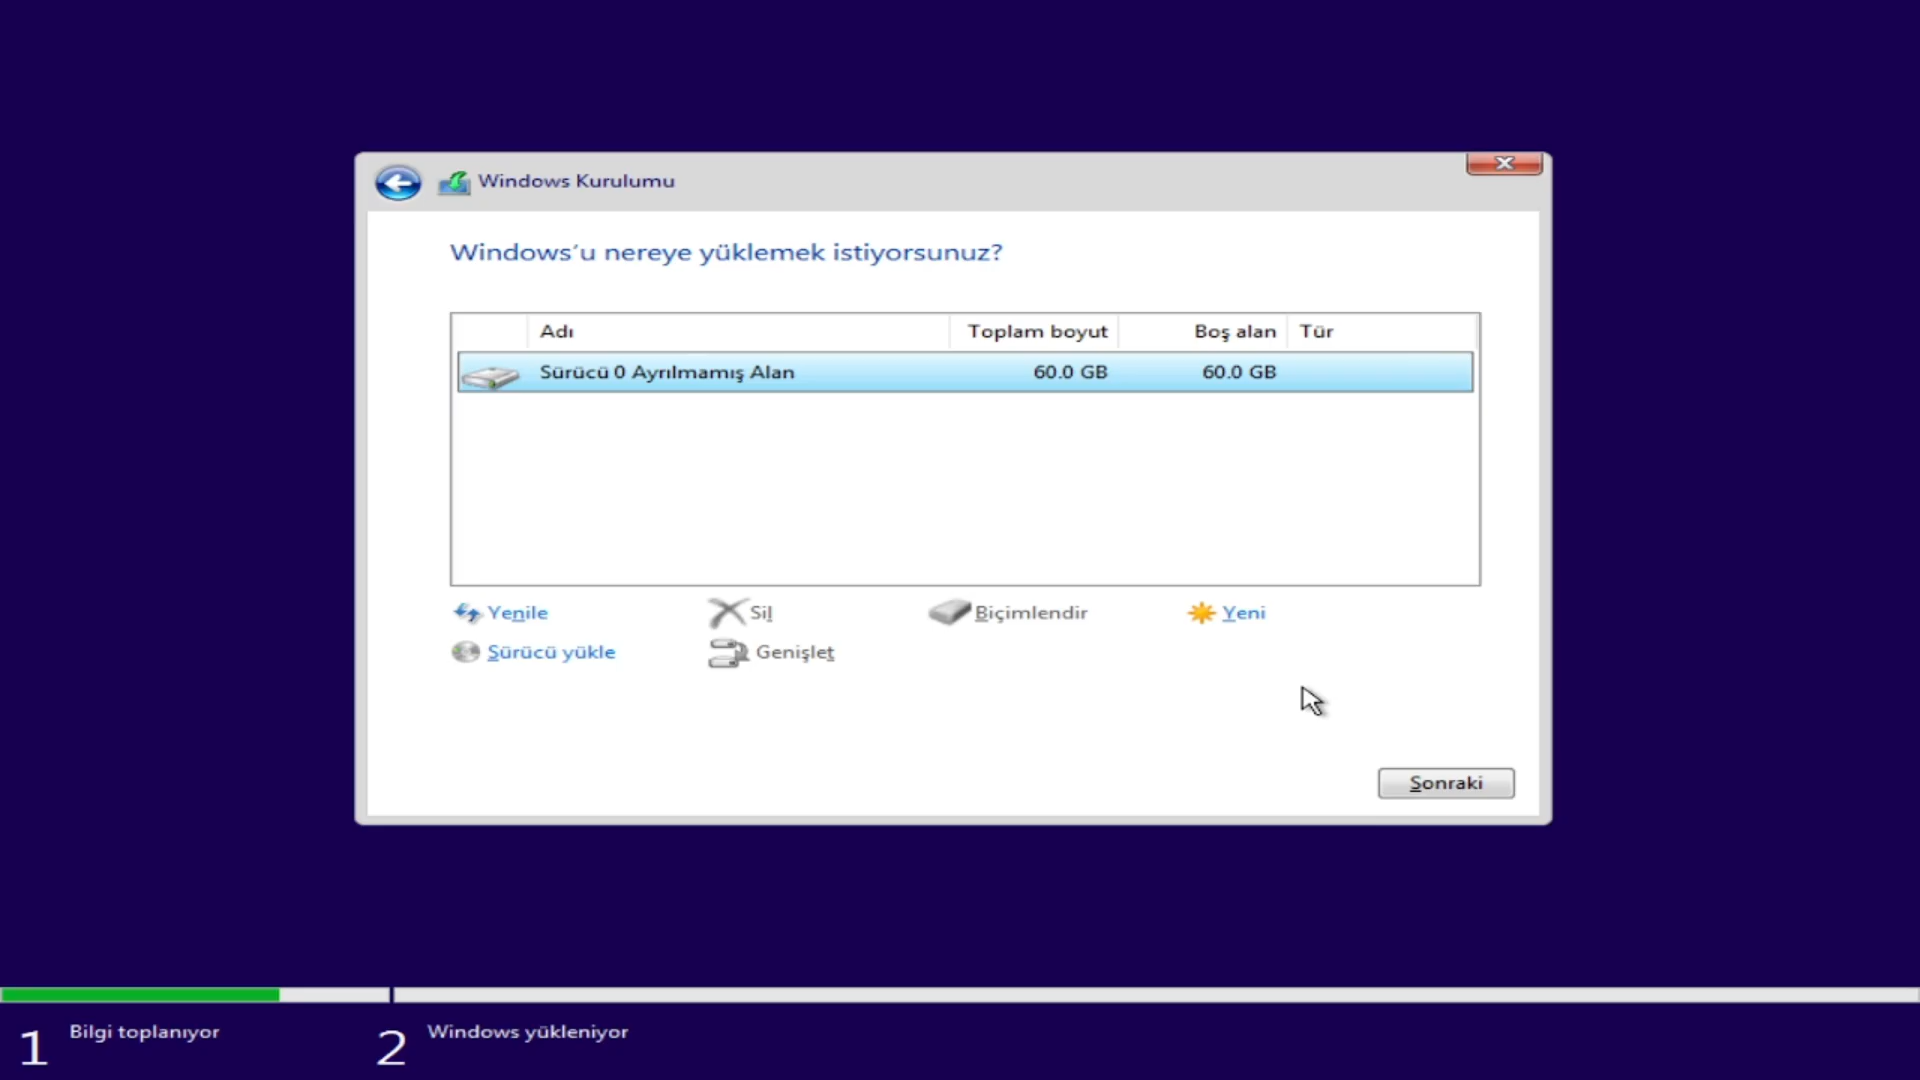 Windows Kurulumu
Windows'u nereye yüklemek istiyorsunuz?
Adı Toplam boyut Boş alan Tür
Sürücü 0 Ayrılmamış Alan 60.0 GB 60.0 GB
Yenile Sil Biçimlendir Yeni
Sürücü yükle Genişlet
Sonraki
1 Bilgi toplanıyor 2 Windows yükleniyor